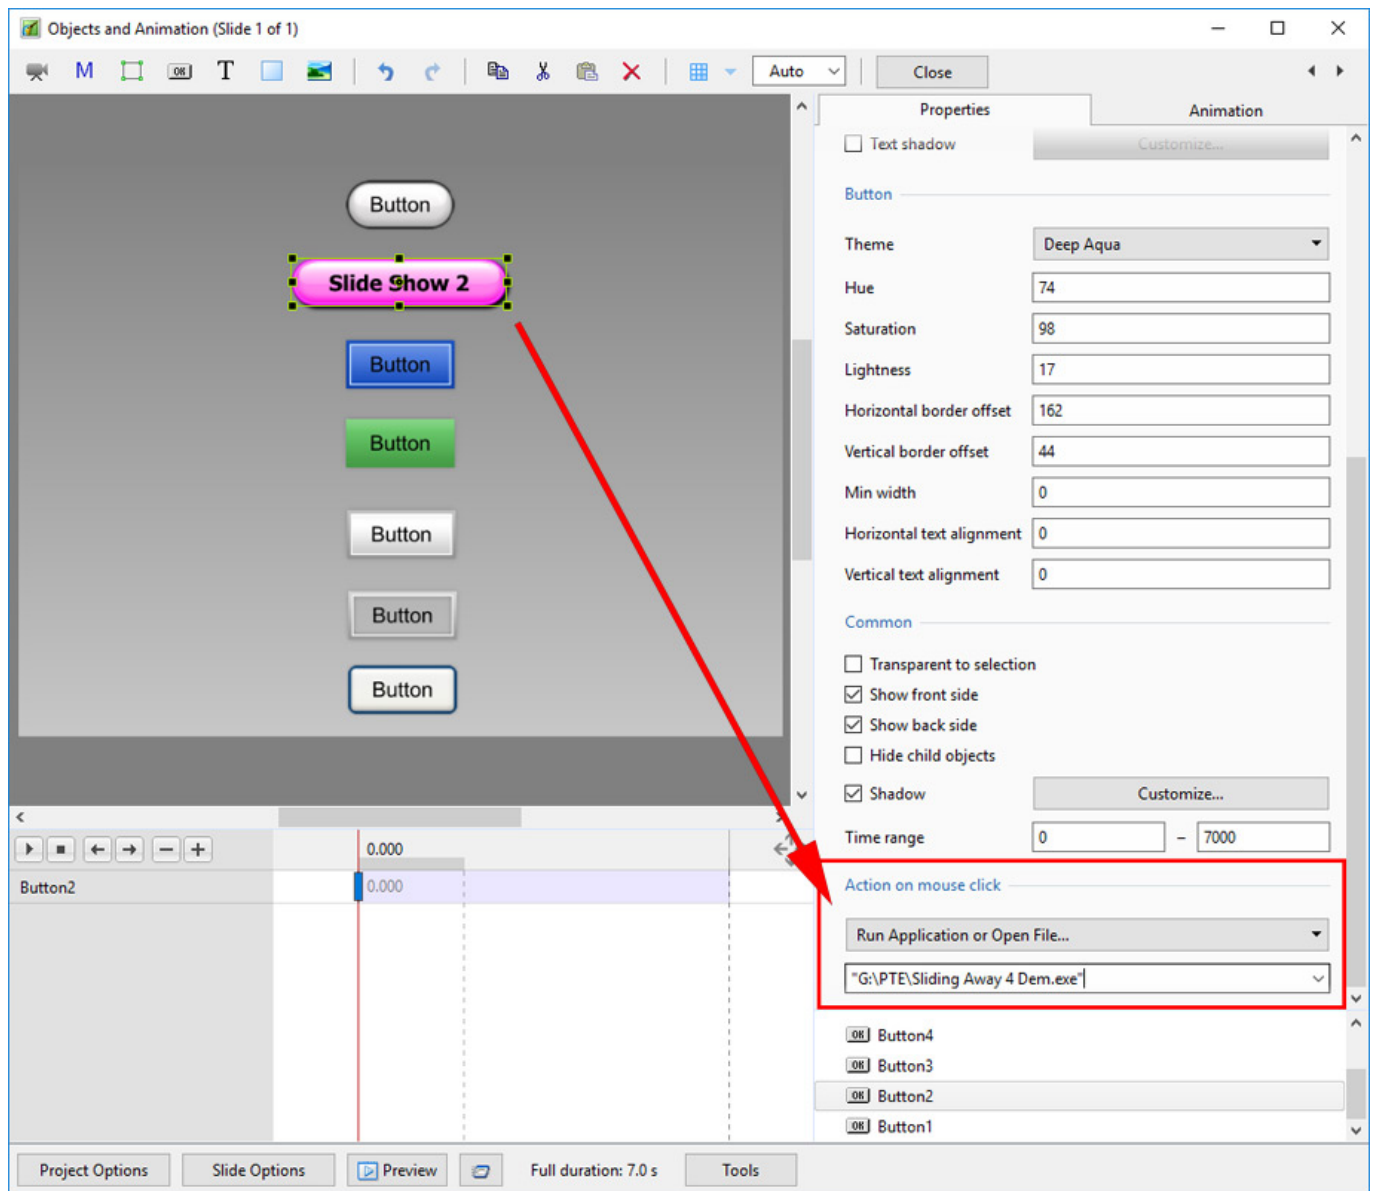 Objects and Animation (Slide 1 of 1)
M OK T Auto Close
Properties Animation
Text shadow Customize...
Button
Theme Deep Aqua
Hue 74
Saturation 98
Lightness 17
Horizontal border offset 162
Vertical border offset 44
Min width 0
Horizontal text alignment 0
Vertical text alignment 0
Common
Transparent to selection
Show front side
Show back side
Hide child objects
Shadow Customize...
Time range 0 – 7000
Action on mouse click
Run Application or Open File...
"G:\PTE\Sliding Away 4 Dem.exe"
OK Button4
OK Button3
OK Button2
OK Button1
Button
Slide Show 2
Button
Button
Button
Button
Button
0.000
Button2 0.000
Project Options Slide Options Preview Full duration: 7.0 s Tools